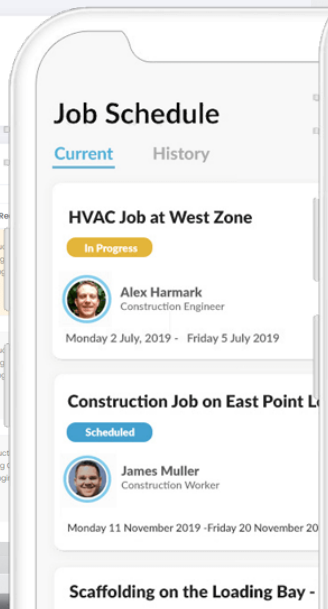 Job Schedule
Current History
HVAC Job at West Zone
In Progress
Alex Harmark
Construction Engineer
Monday 2 July, 2019 - Friday 5 July 2019
Construction Job on East Point
Scheduled
James Muller
Construction Worker
Monday 11 November 2019 -Friday 20 November 20
Scaffolding on the Loading Bay -